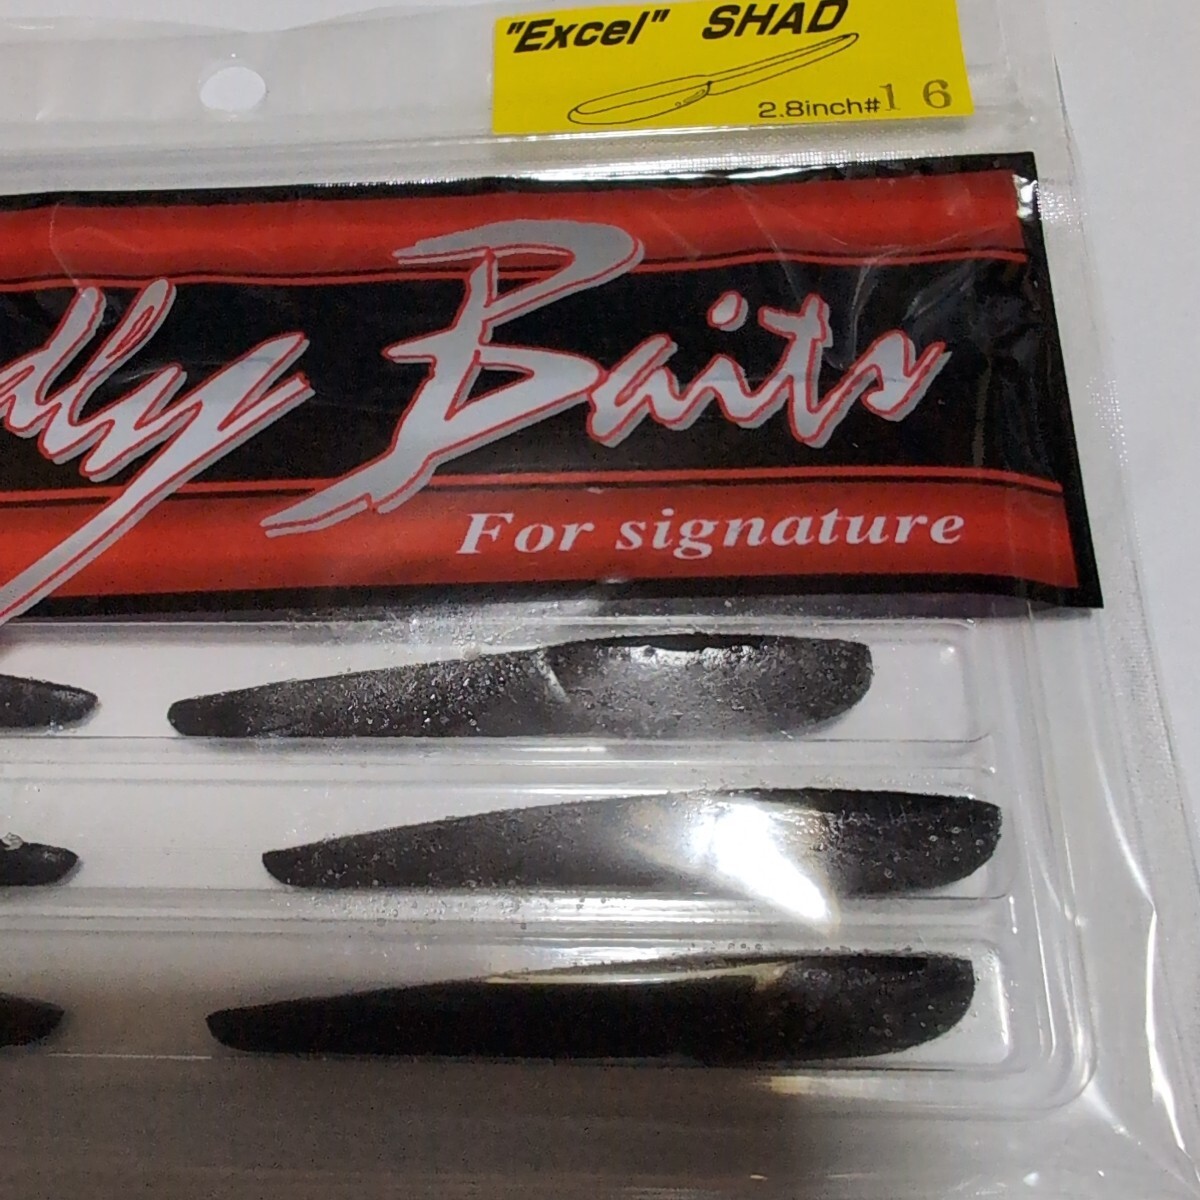 "Excel" SHAD
2.8inch#16
dly Baits
For signature